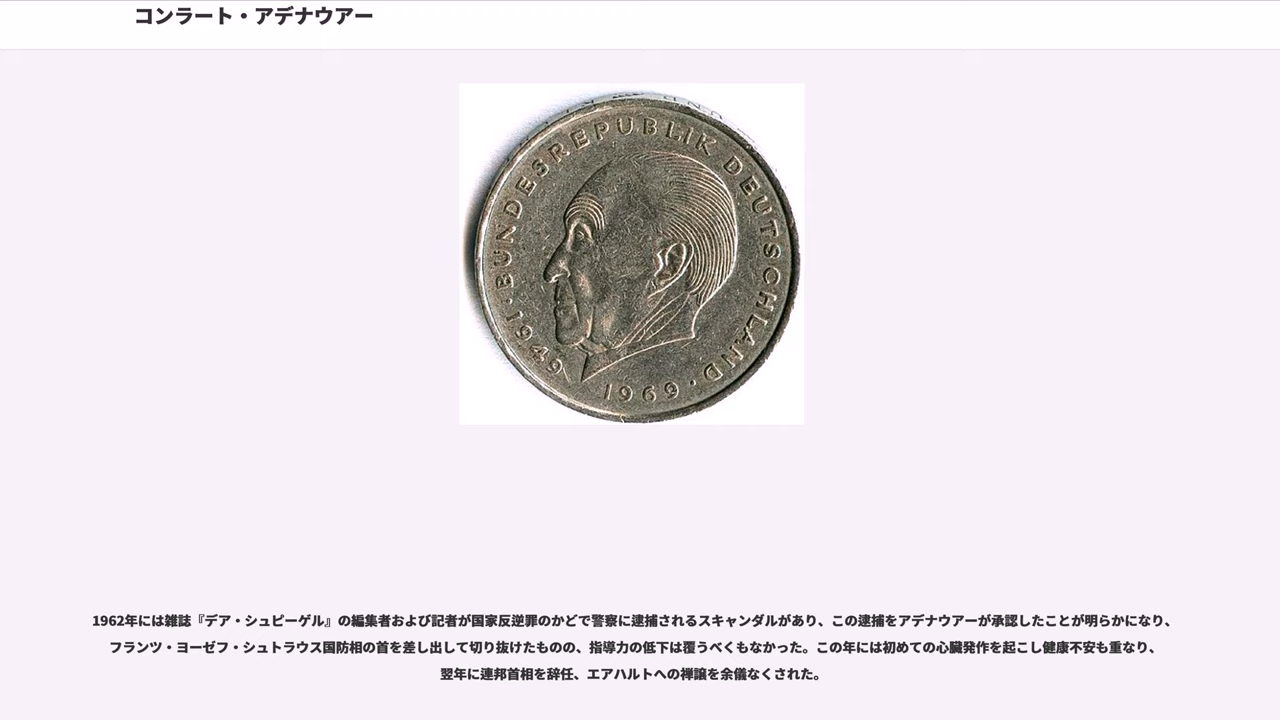 コンラート・アデナウアー
BUNDESREPUBLIK DEUTSCHLAND · 1969
1949 ·
1962年には雑誌『デア・シュピーゲル』の編集者および記者が国家反逆罪のかどで警察に逮捕されるスキャンダルがあり、この逮捕をアデナウアーが承認したことが明らかになり、
フランツ・ヨーゼフ・シュトラウス国防相の首を差し出して切り抜けたものの、指導力の低下は覆うべくもなかった。この年には初めての心臓発作を起こし健康不安も重なり、
翌年に連邦首相を辞任、エアハルトへの禅譲を余儀なくされた。